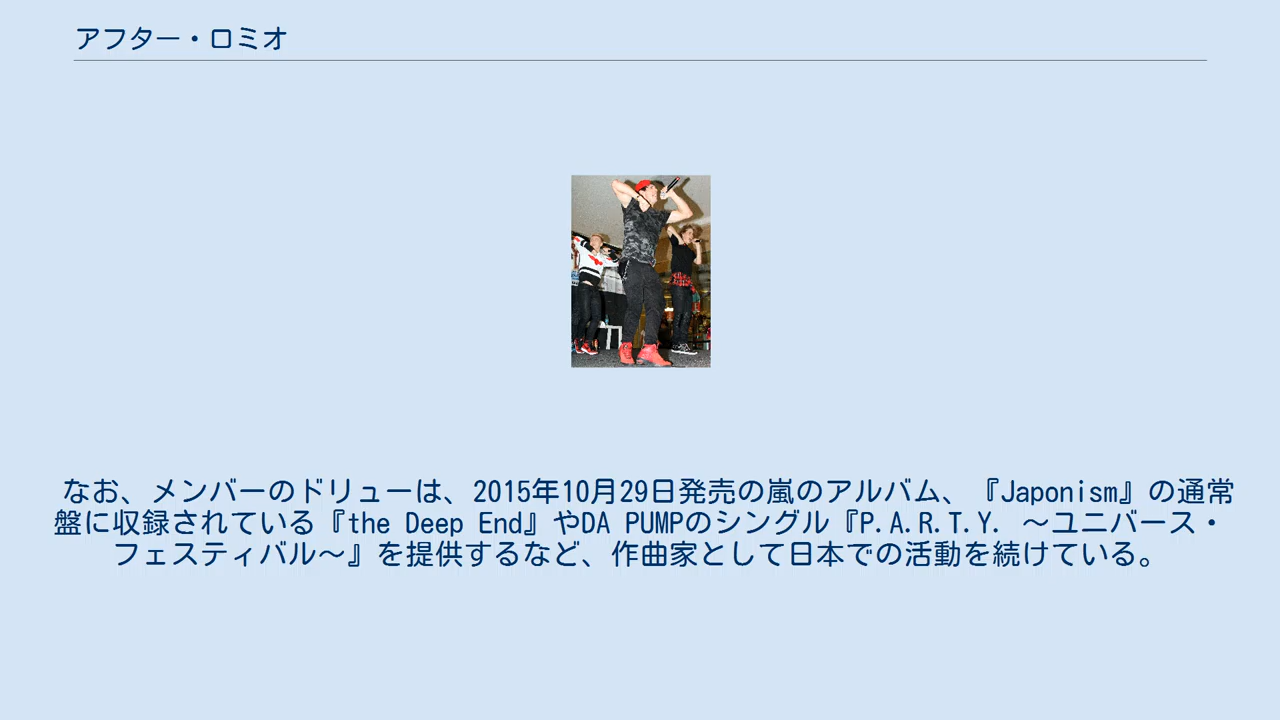 アフター・ロミオ
なお、メンバーのドリューは、2015年10月29日発売の嵐のアルバム、『Japonism』の通常
盤に収録されている『the Deep End』やDA PUMPのシングル『P.A.R.T.Y. ～ユニバース・
フェスティバル～』を提供するなど、作曲家として日本での活動を続けている。